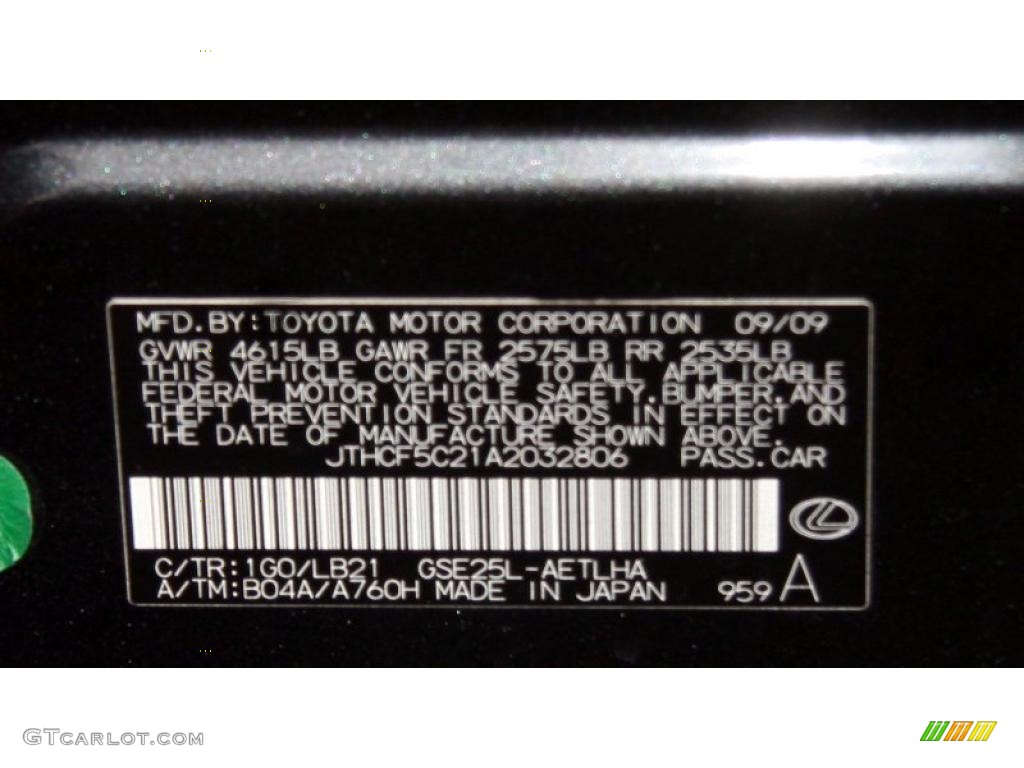 MFD.BY:TOYOTA MOTOR CORPORATION 09/09
GVWR 4615LB GAWR FR 2575LB RR 2535LB
THIS VEHICLE CONFORMS TO ALL APPLICABLE
FEDERAL MOTOR VEHICLE SAFETY.BUMPER.AND
THEFT PREVENTION STANDARDS IN EFFECT ON
THE DATE OF MANUFACTURE SHOWN ABOVE.
JTHCF5C21A2032806 PASS.CAR
C/TR:1G0/LB21 GSE25L-AETLHA
A/TM:B04A/A760H MADE IN JAPAN 959 A
GTCARLOT.COM